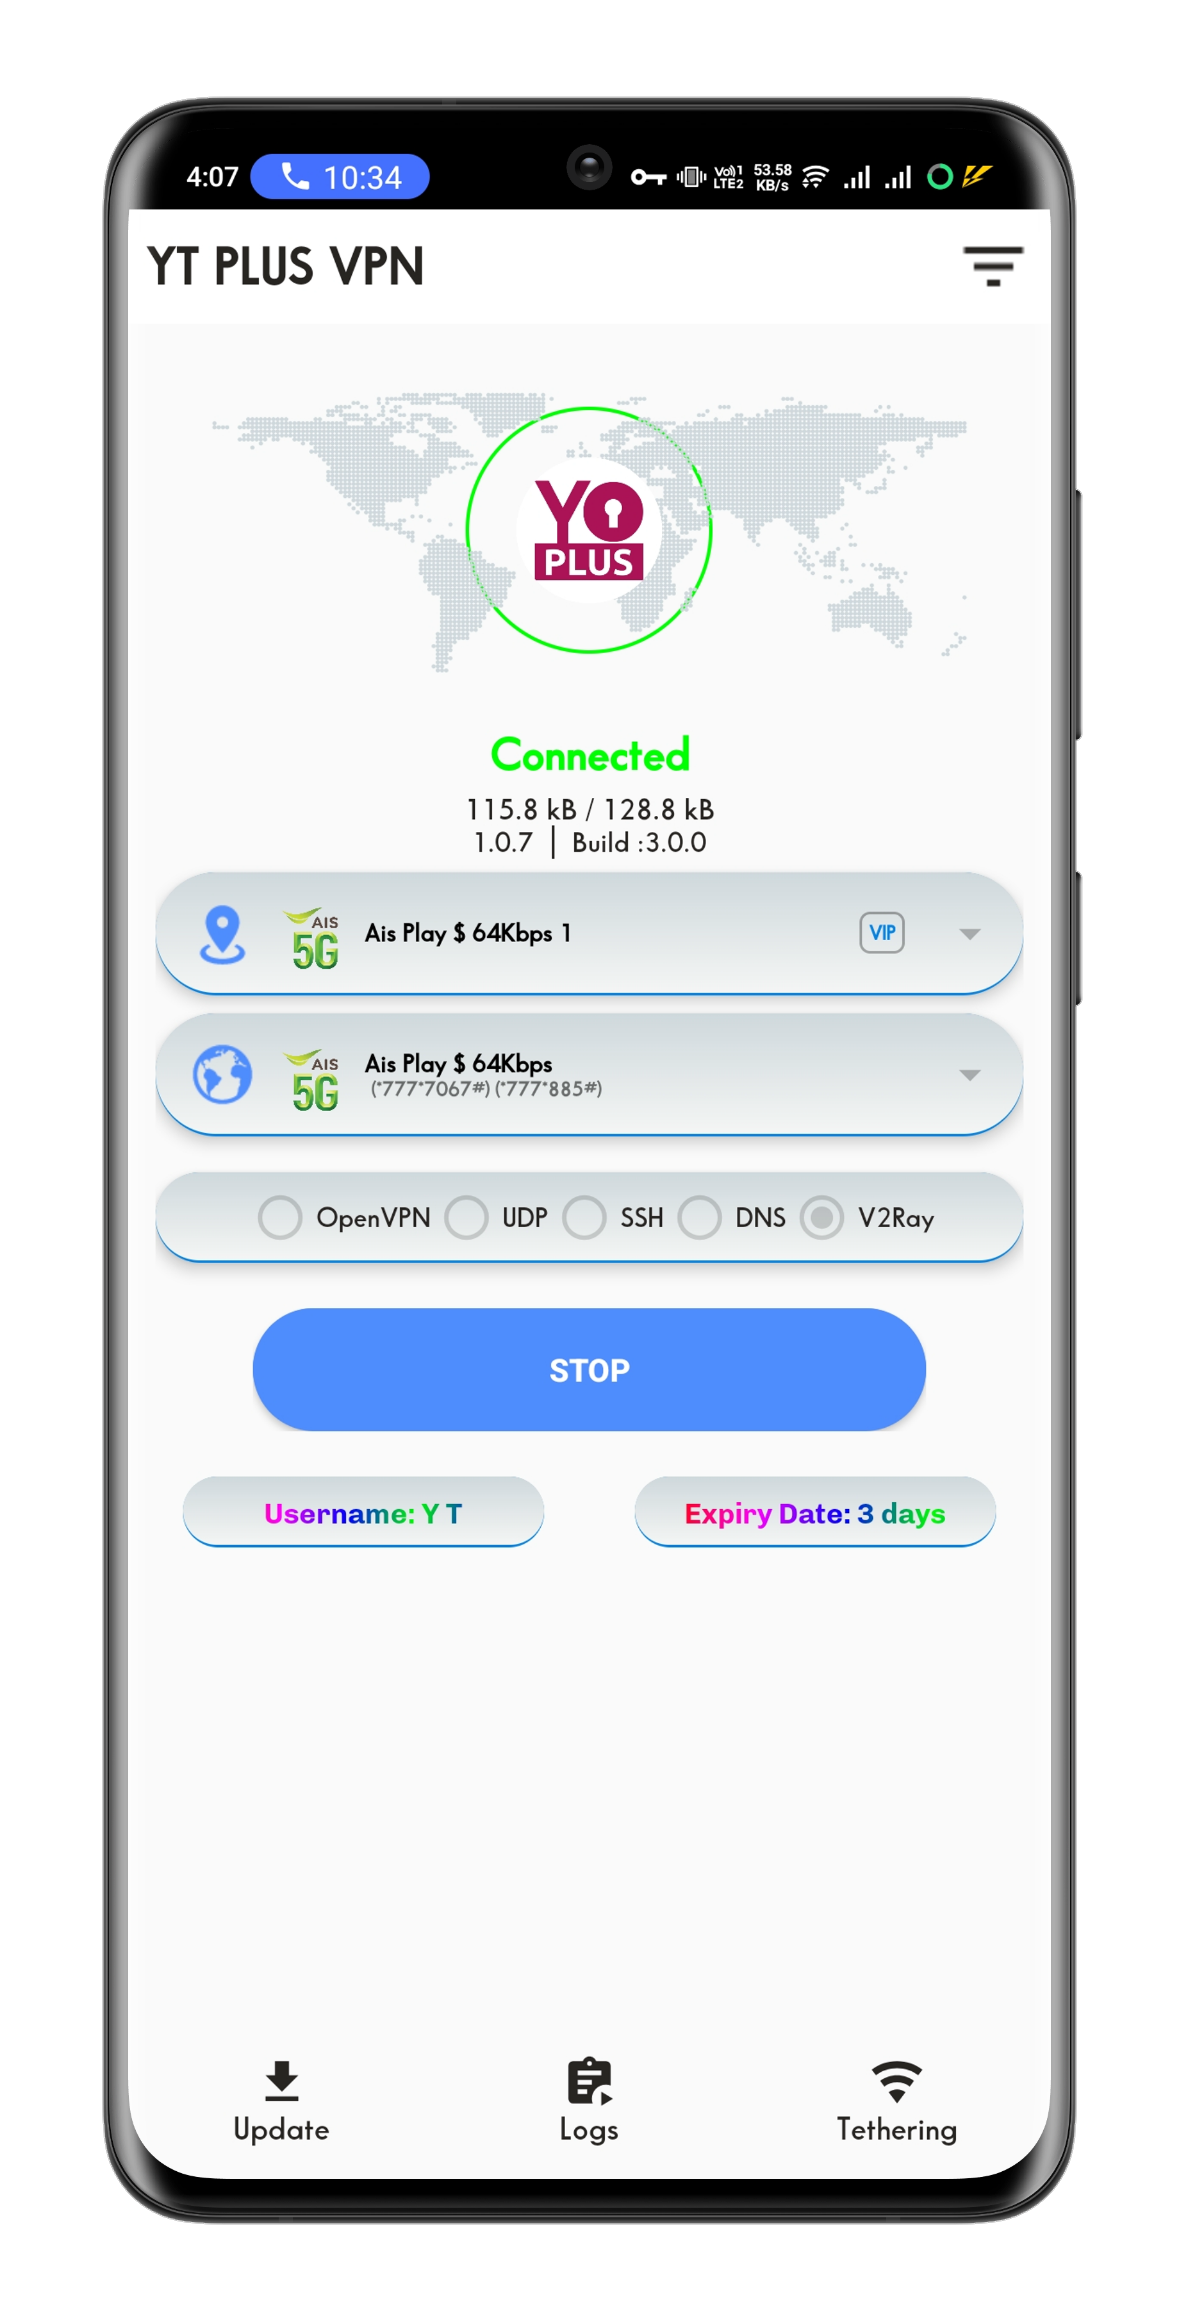 4:07 10:34 Vo)) 1 LTE2 53.58 KB/s
YT PLUS VPN
YO
PLUS
Connected
115.8 kB / 128.8 kB
1.0.7 | Build :3.0.0
AIS 5G Ais Play $ 64Kbps 1 VIP
AIS 5G Ais Play $ 64Kbps
(*777*7067#) (*777*885#)
OpenVPN UDP SSH DNS V2Ray
STOP
Username: Y T Expiry Date: 3 days
Update Logs Tethering